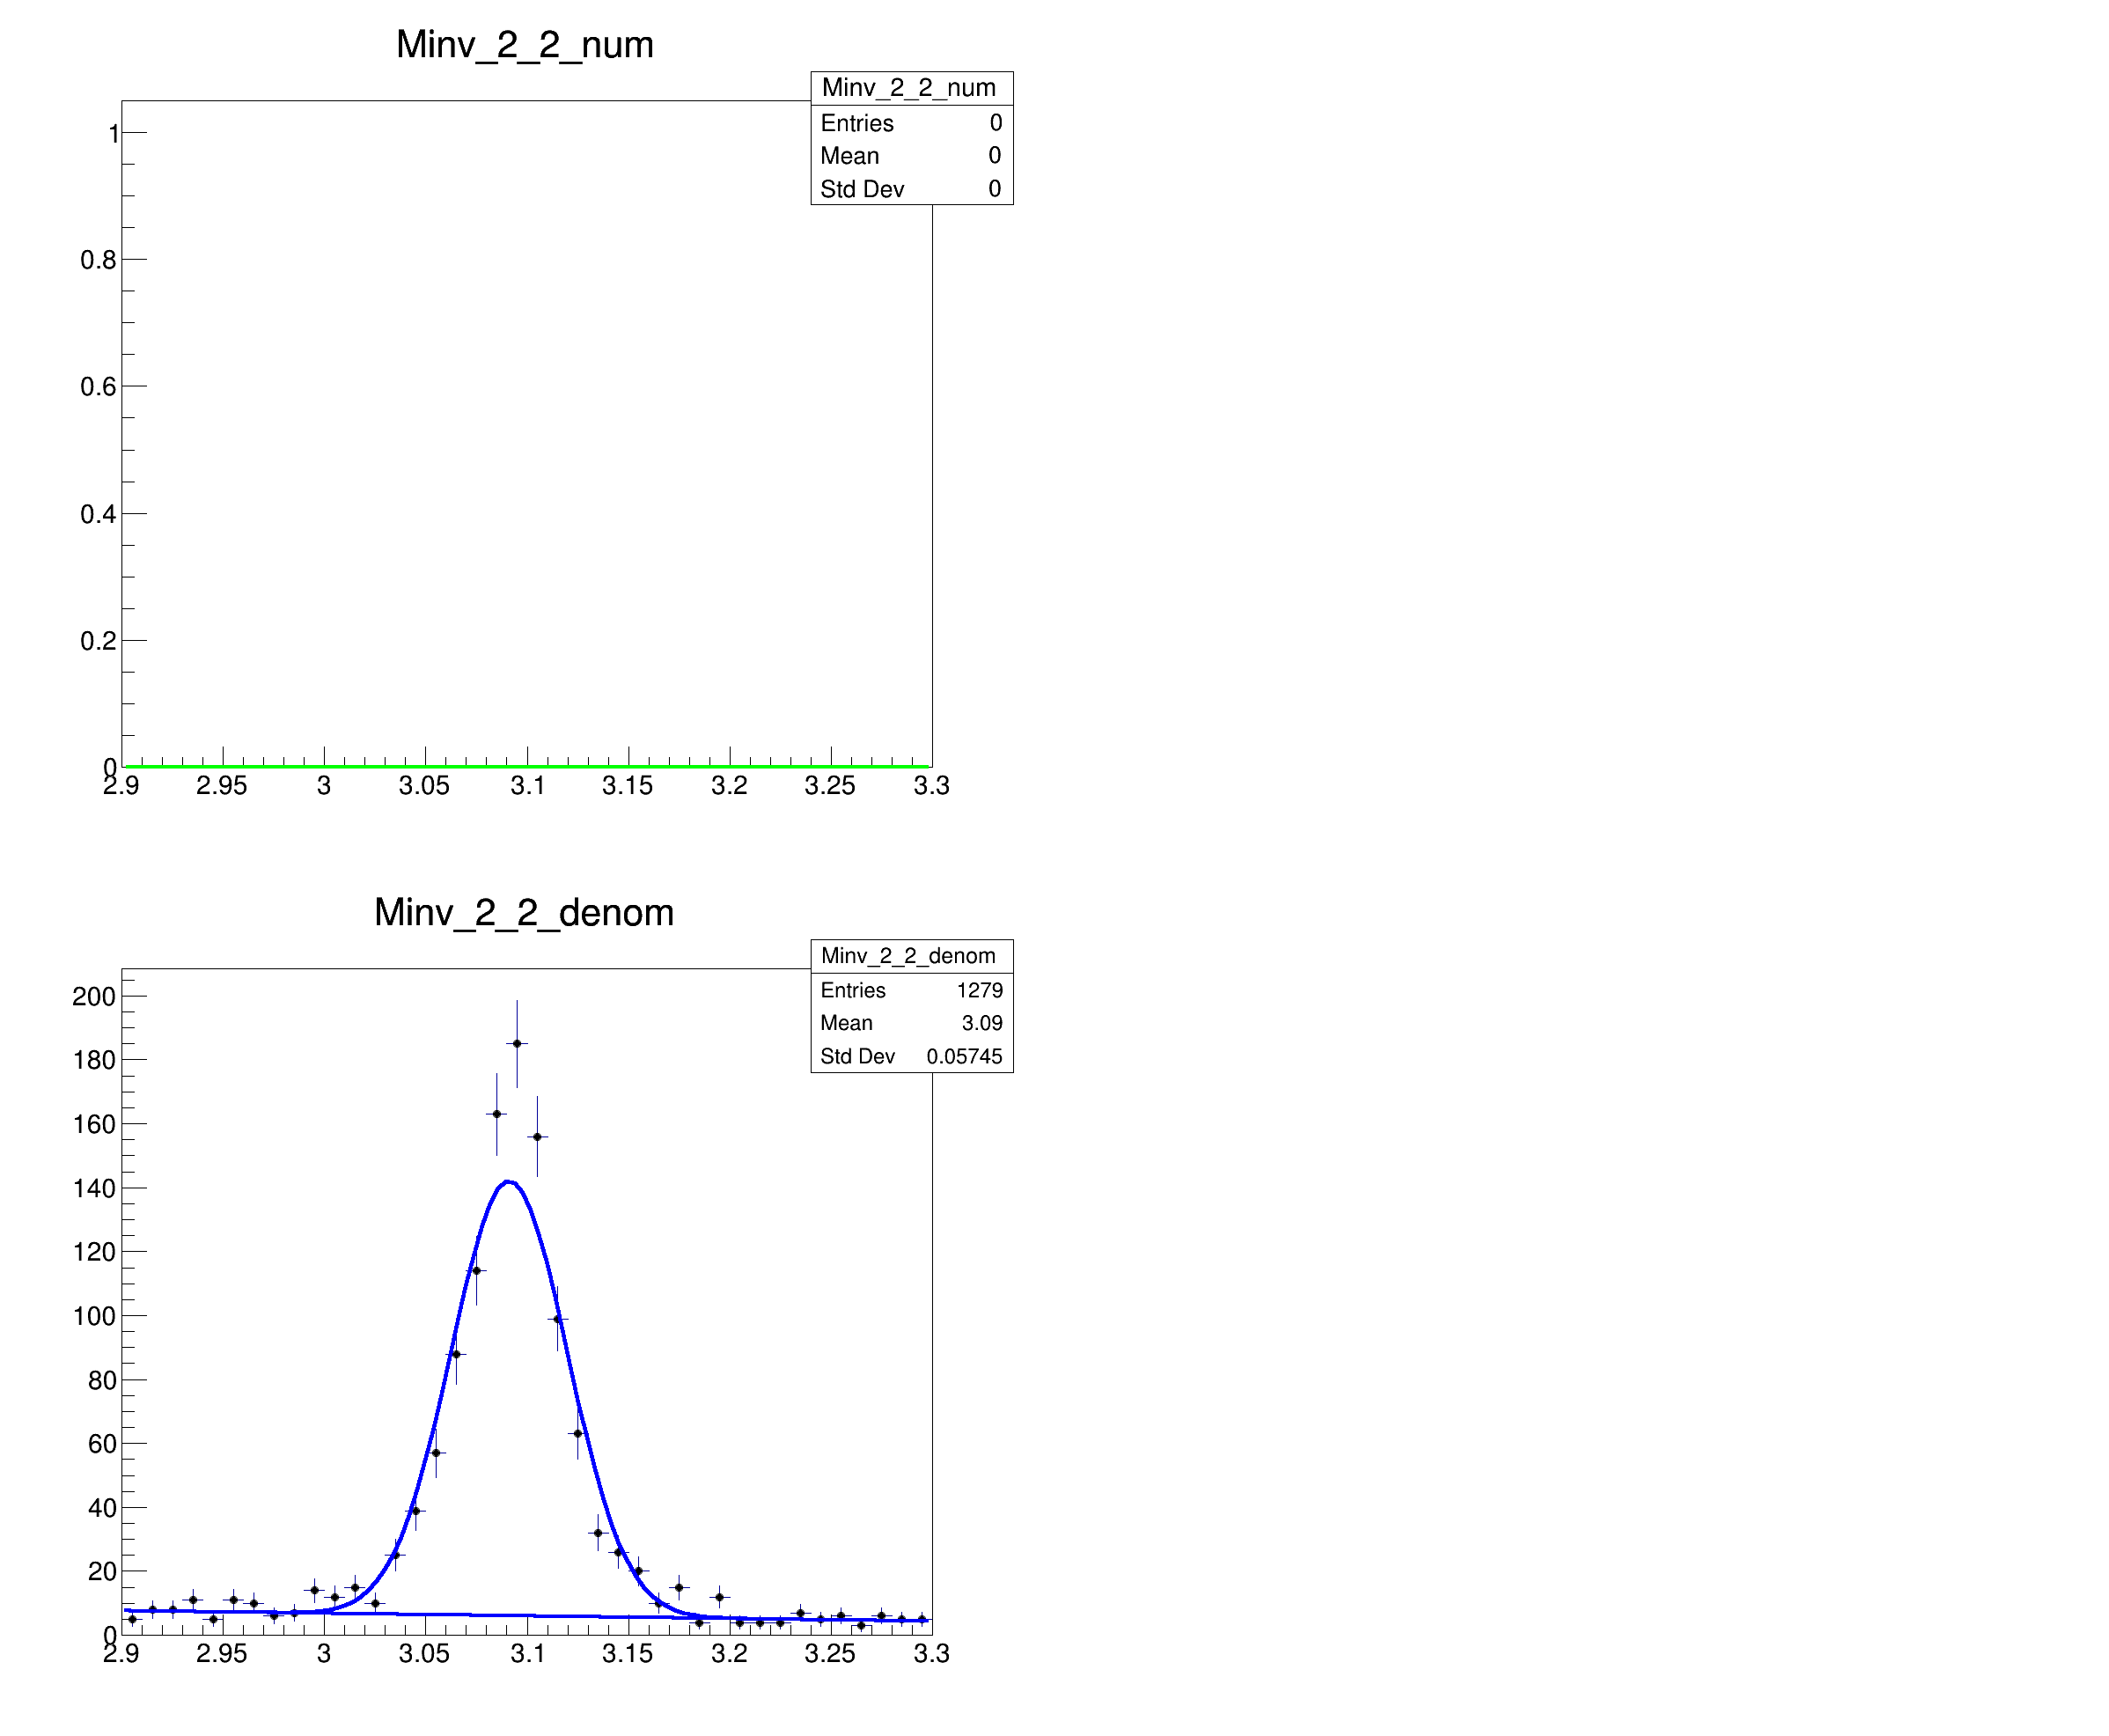 Minv_2_2_num
Minv_2_2_num
Entries 0
Mean 0
Std Dev 0
1
0.8
0.6
0.4
0.2
0
2.9 2.95 3 3.05 3.1 3.15 3.2 3.25 3.3
Minv_2_2_denom
Minv_2_2_denom
Entries 1279
Mean 3.09
Std Dev 0.05745
200
180
160
140
120
100
80
60
40
20
0
2.9 2.95 3 3.05 3.1 3.15 3.2 3.25 3.3